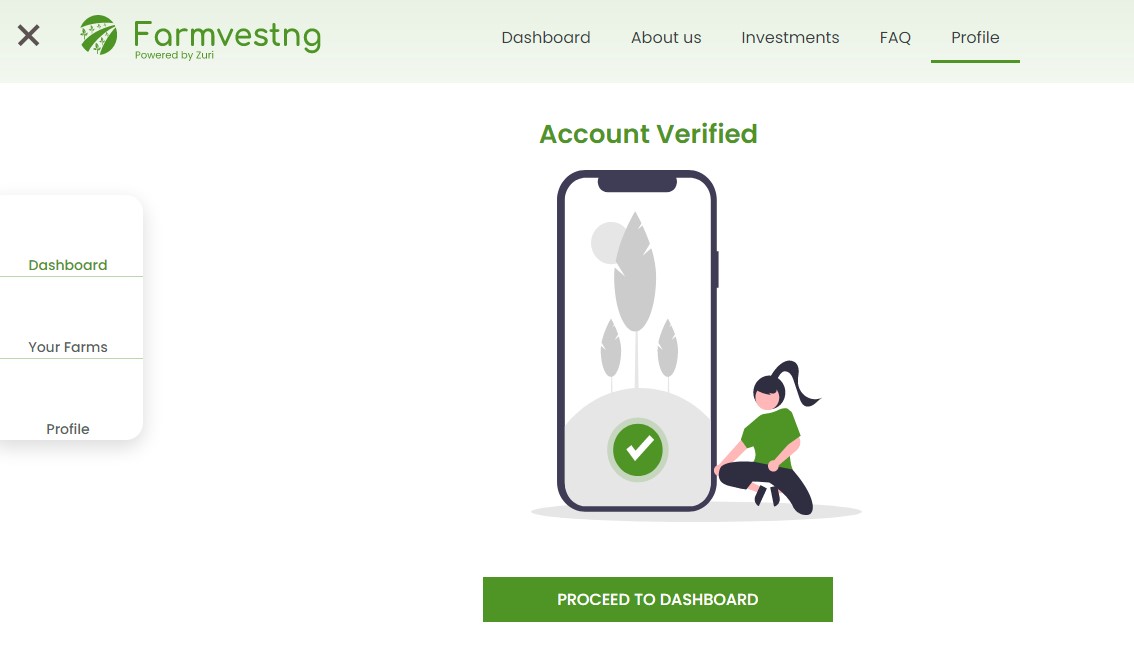 Farmvestng
Powered by Zuri
Dashboard About us Investments FAQ Profile
Account Verified
Dashboard
Your Farms
Profile
PROCEED TO DASHBOARD